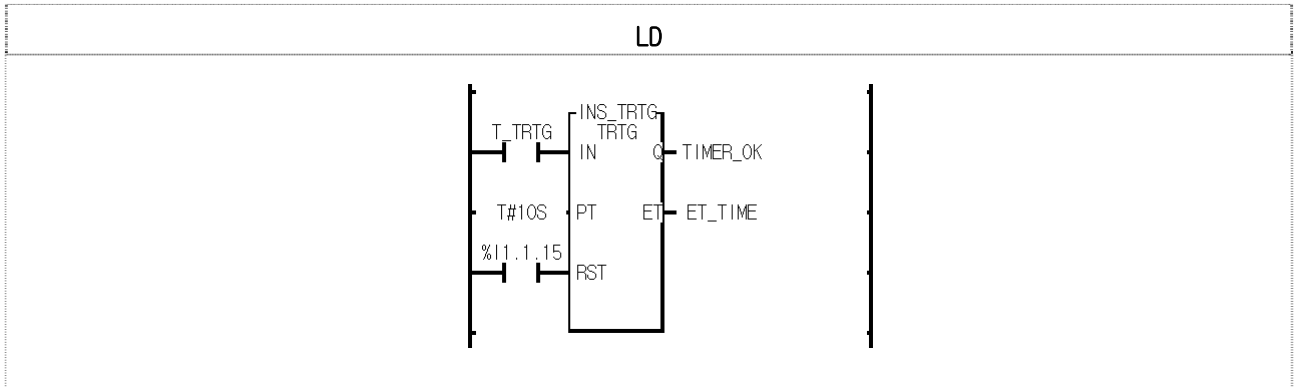 LD
INS_TRTG
T_TRTG TRTG
IN Q TIMER_OK
T#10S PT ET ET_TIME
%I1.1.15
RST